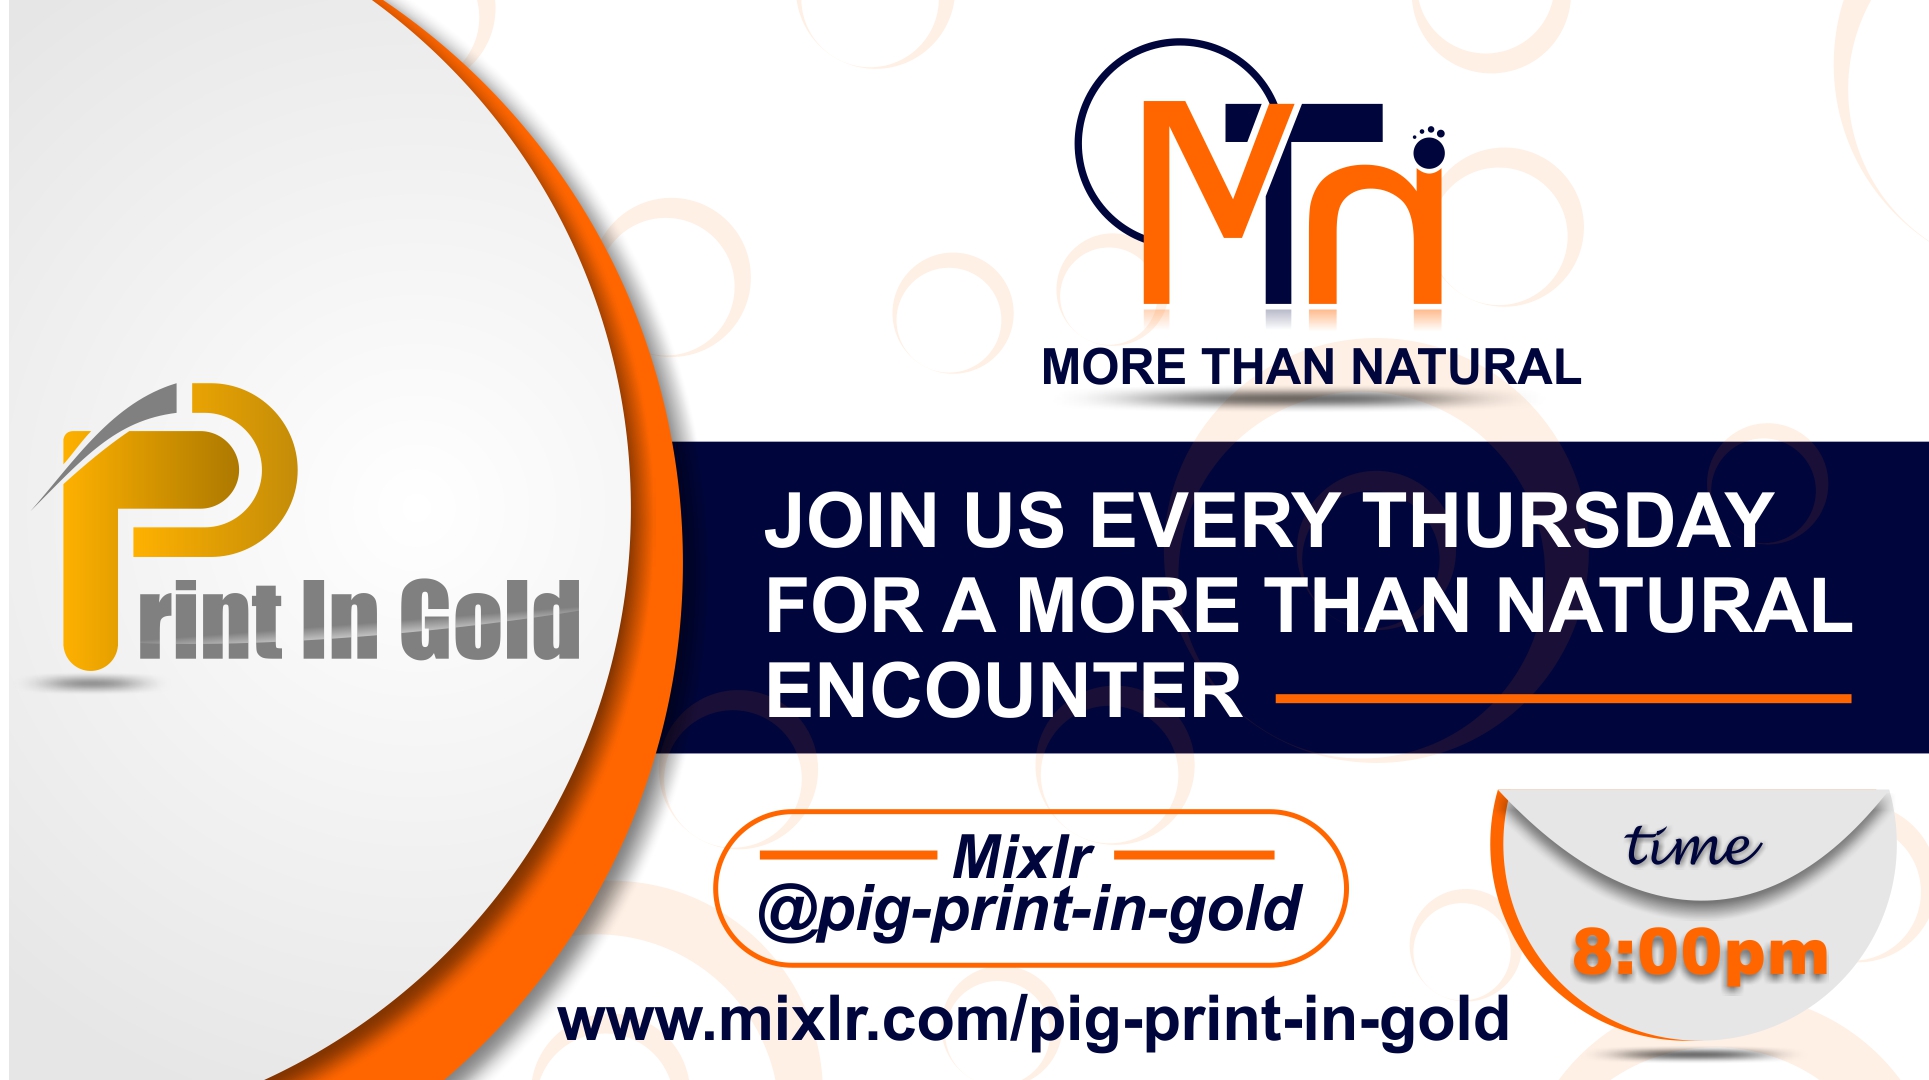 Print In Gold
MTn
MORE THAN NATURAL
JOIN US EVERY THURSDAY
FOR A MORE THAN NATURAL
ENCOUNTER
Mixlr
@pig-print-in-gold
www.mixlr.com/pig-print-in-gold
time
8:00pm